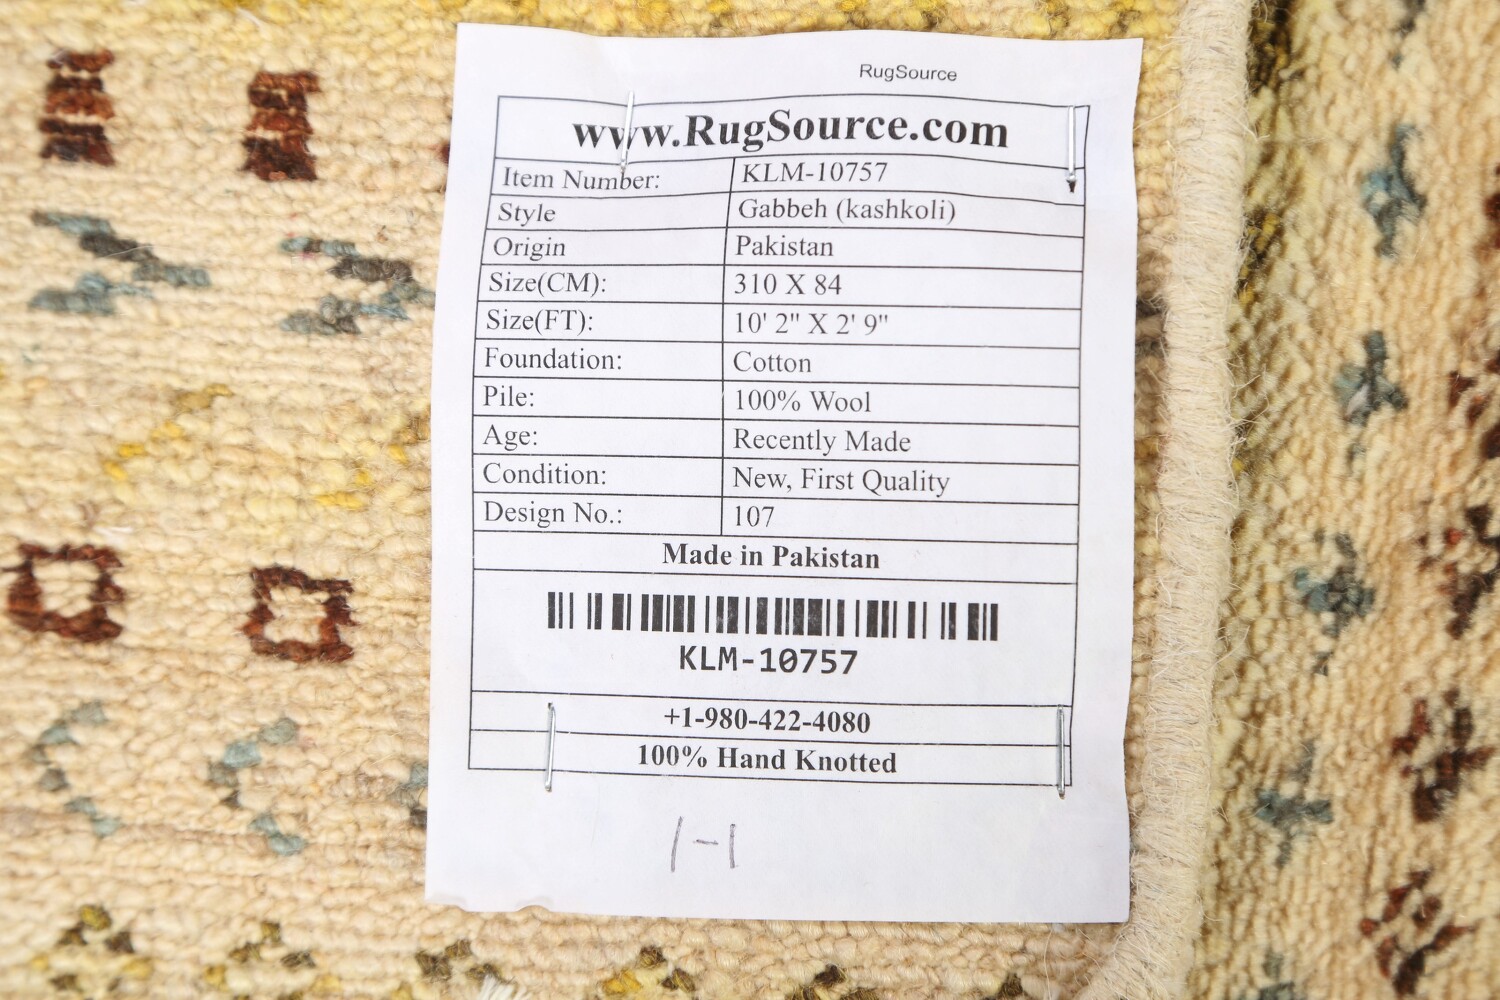 RugSource
www.RugSource.com
Item Number: KLM-10757
Style Gabbeh (kashkoli)
Origin Pakistan
Size(CM): 310 X 84
Size(FT): 10' 2" X 2' 9"
Foundation: Cotton
Pile: 100% Wool
Age: Recently Made
Condition: New, First Quality
Design No.: 107
Made in Pakistan
KLM-10757
+1-980-422-4080
100% Hand Knotted
1-1